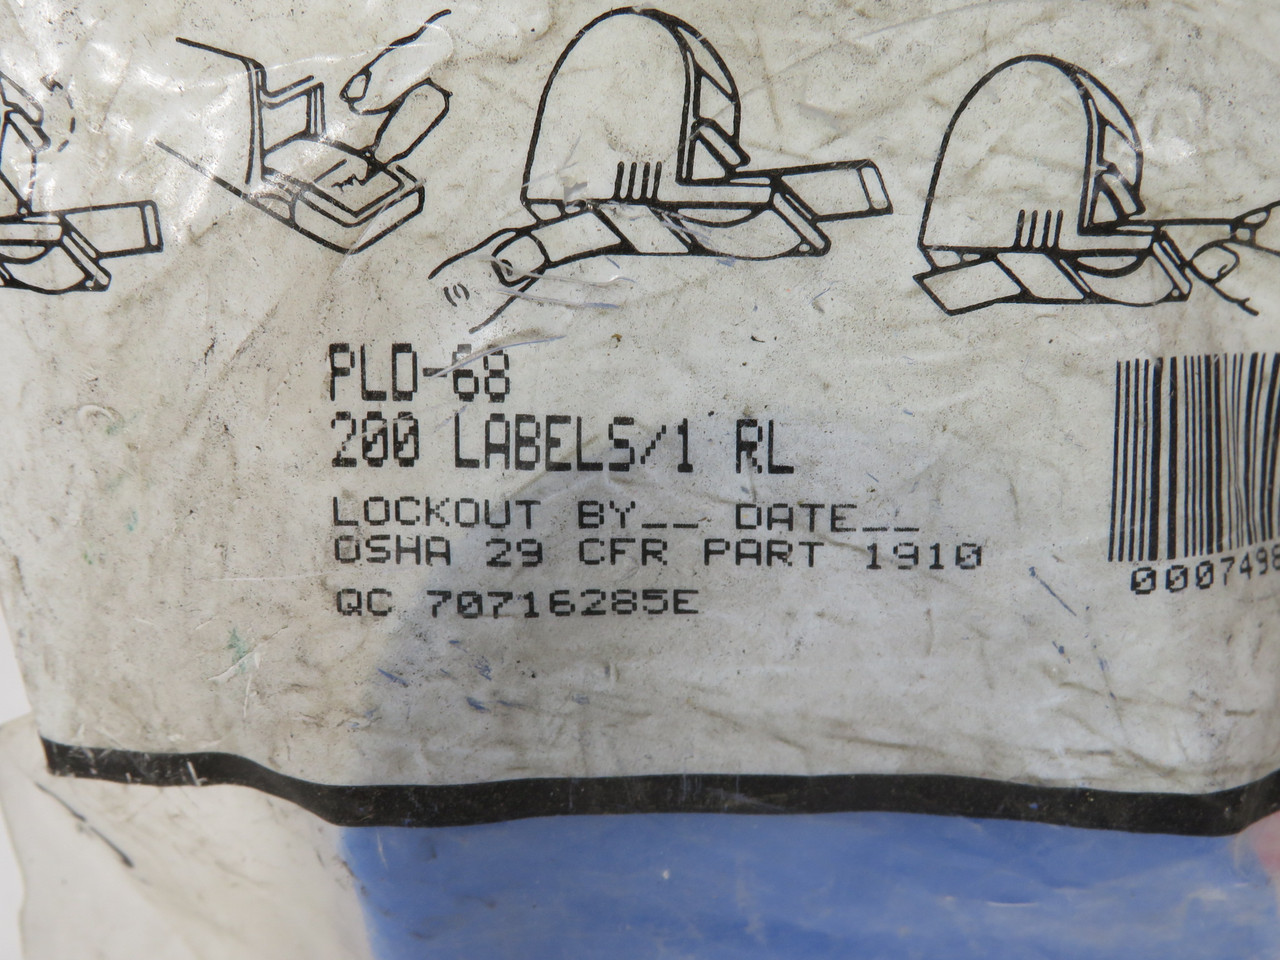 PLD-68
200 LABELS/1 RL
LOCKOUT BY__ DATE__
OSHA 29 CFR PART 1910
QC 70716285E
0007498